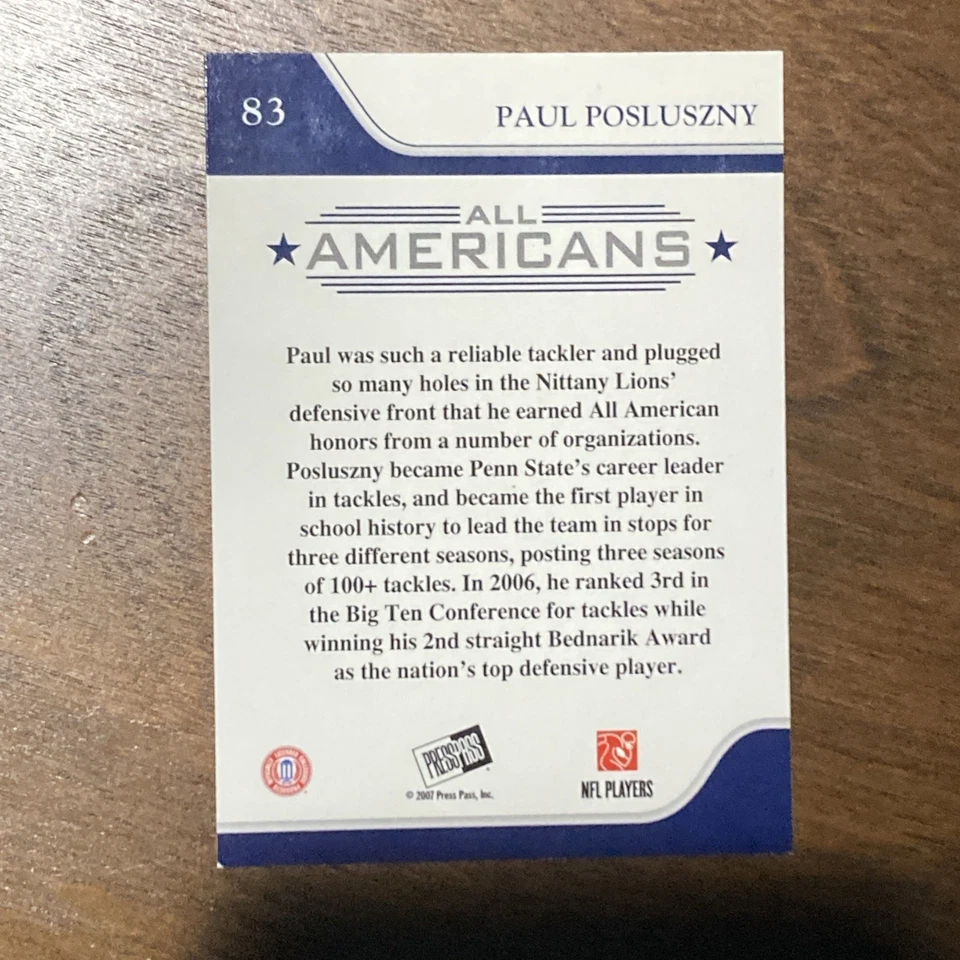 83
PAUL POSLUSZNY
ALL
AMERICANS
Paul was such a reliable tackler and plugged
so many holes in the Nittany Lions'
defensive front that he earned All American
honors from a number of organizations.
Posluszny became Penn State's career leader
in tackles, and became the first player in
school history to lead the team in stops for
three different seasons, posting three seasons
of 100+ tackles. In 2006, he ranked 3rd in
the Big Ten Conference for tackles while
winning his 2nd straight Bednarik Award
as the nation's top defensive player.
PRESS PASS
© 2007 Press Pass, Inc.
NFL PLAYERS